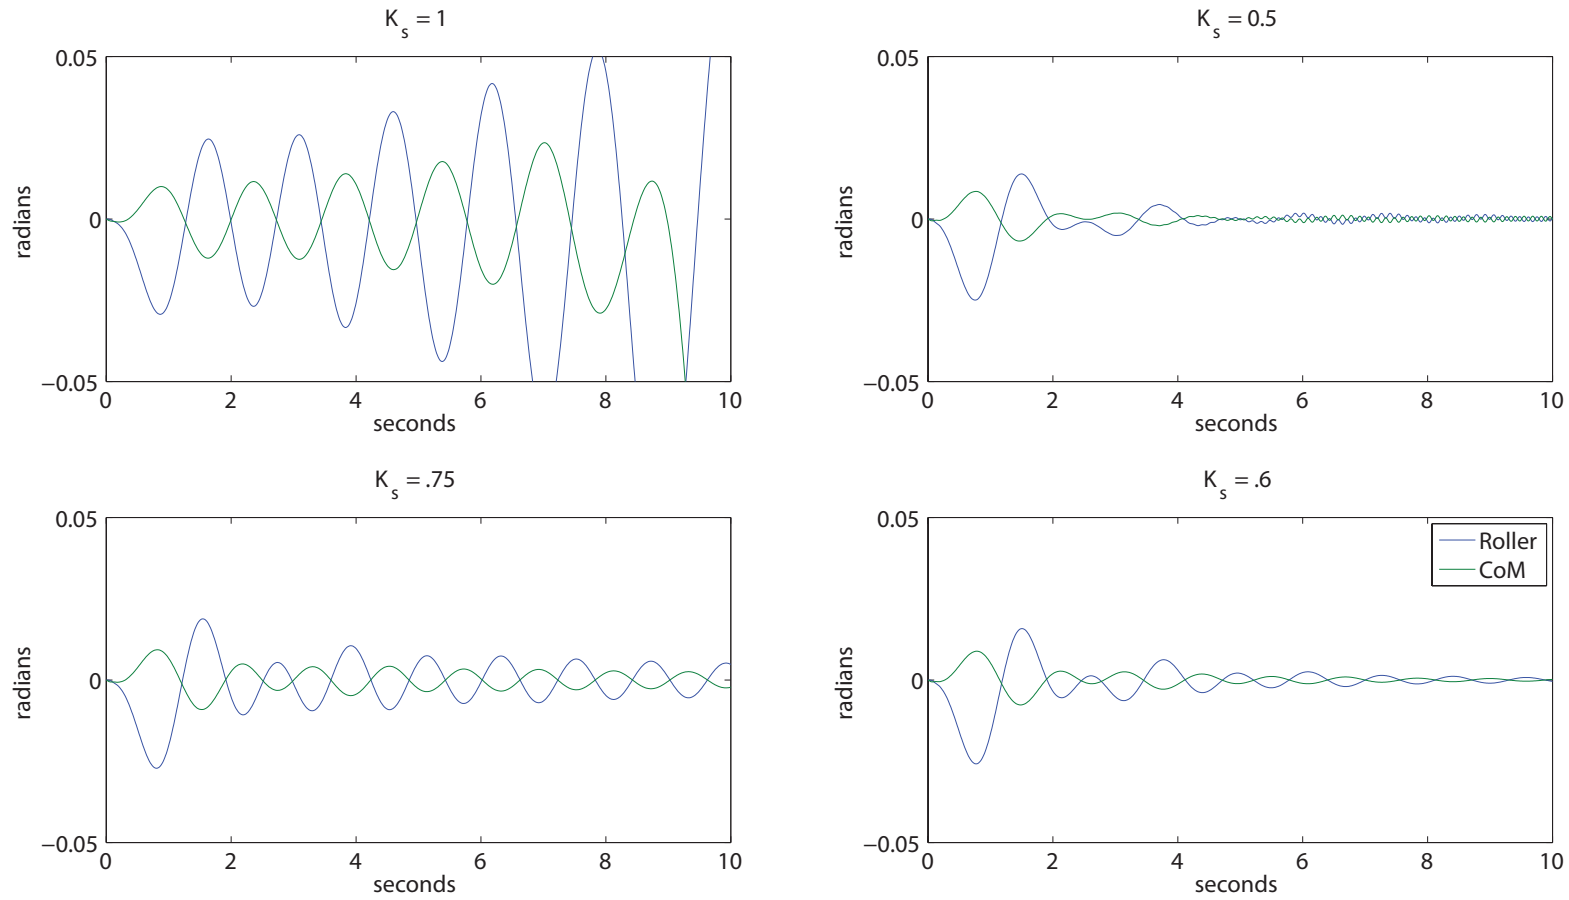 K_s = 1
0.05
0
−0.05
radians
0 2 4 6 8 10
seconds
K_s = 0.5
0.05
0
−0.05
radians
0 2 4 6 8 10
seconds
K_s = .75
0.05
0
−0.05
radians
0 2 4 6 8 10
seconds
K_s = .6
0.05
0
−0.05
radians
Roller
CoM
0 2 4 6 8 10
seconds